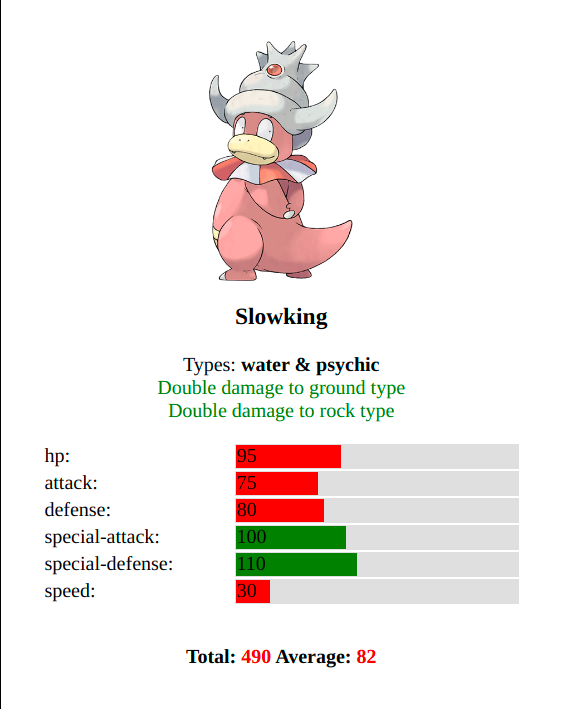 Slowking
Types: water & psychic
Double damage to ground type
Double damage to rock type
hp: 95
attack: 75
defense: 80
special-attack: 100
special-defense: 110
speed: 30
Total: 490 Average: 82